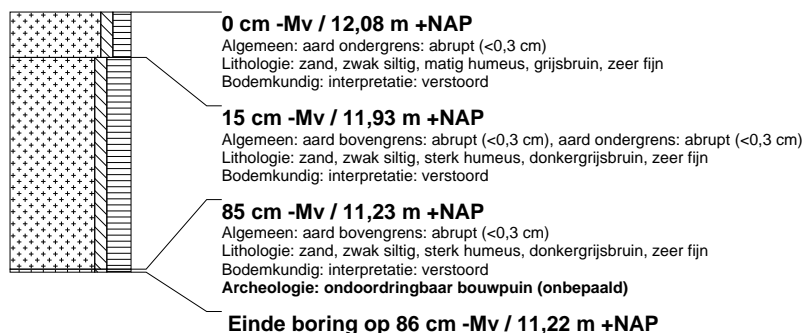 0 cm -Mv / 12,08 m +NAP
Algemeen: aard ondergrens: abrupt (<0,3 cm)
Lithologie: zand, zwak siltig, matig humeus, grijsbruin, zeer fijn
Bodemkundig: interpretatie: verstoord
15 cm -Mv / 11,93 m +NAP
Algemeen: aard bovengrens: abrupt (<0,3 cm), aard ondergrens: abrupt (<0,3 cm)
Lithologie: zand, zwak siltig, sterk humeus, donkergrijsbruin, zeer fijn
Bodemkundig: interpretatie: verstoord
85 cm -Mv / 11,23 m +NAP
Algemeen: aard bovengrens: abrupt (<0,3 cm)
Lithologie: zand, zwak siltig, sterk humeus, donkergrijsbruin, zeer fijn
Bodemkundig: interpretatie: verstoord
Archeologie: ondoordringbaar bouwpuin (onbepaald)
Einde boring op 86 cm -Mv / 11,22 m +NAP